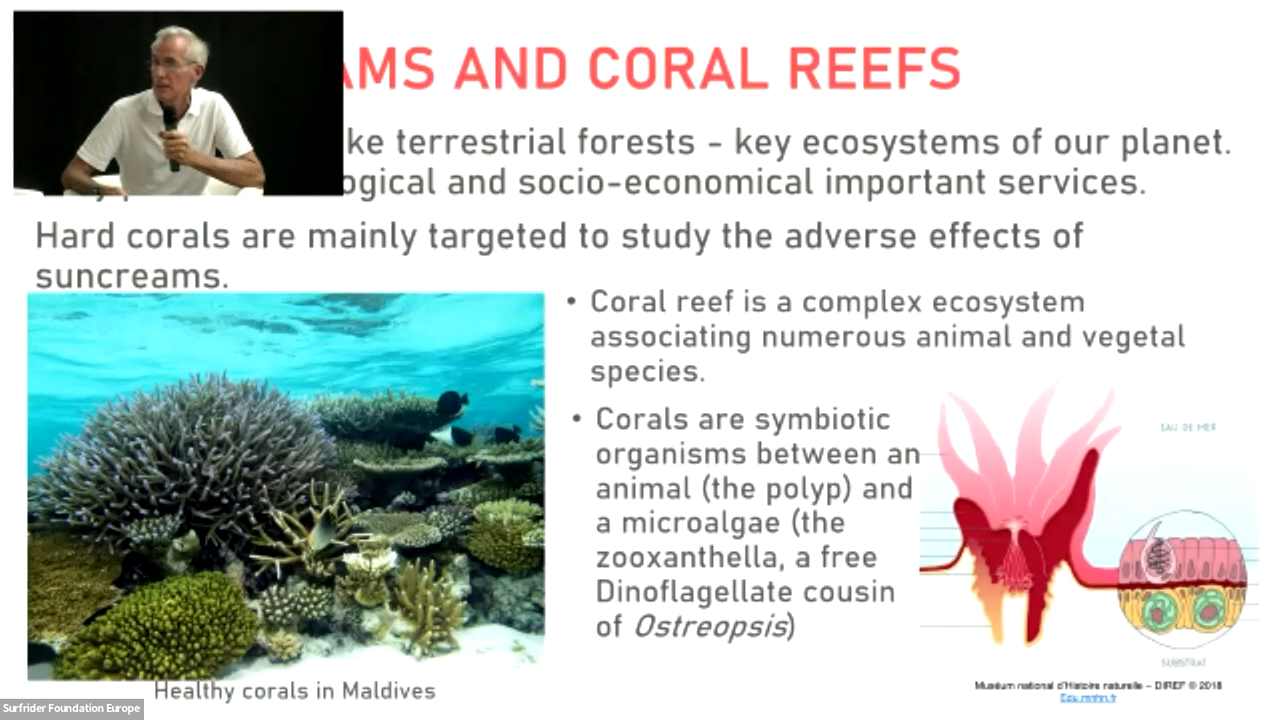 AMS AND CORAL REEFS
ke terrestrial forests - key ecosystems of our planet.
ogical and socio-economical important services.
Hard corals are mainly targeted to study the adverse effects of
suncreams.
• Coral reef is a complex ecosystem
associating numerous animal and vegetal
species.
• Corals are symbiotic
organisms between an
animal (the polyp) and
a microalgae (the
zooxanthella, a free
Dinoflagellate cousin
of Ostreopsis)
EAU DE MER
SUBSTRAT
Muséum national d'Histoire naturelle – DIREF © 2018
Edu.mnhn.fr
Healthy corals in Maldives
Surfrider Foundation Europe